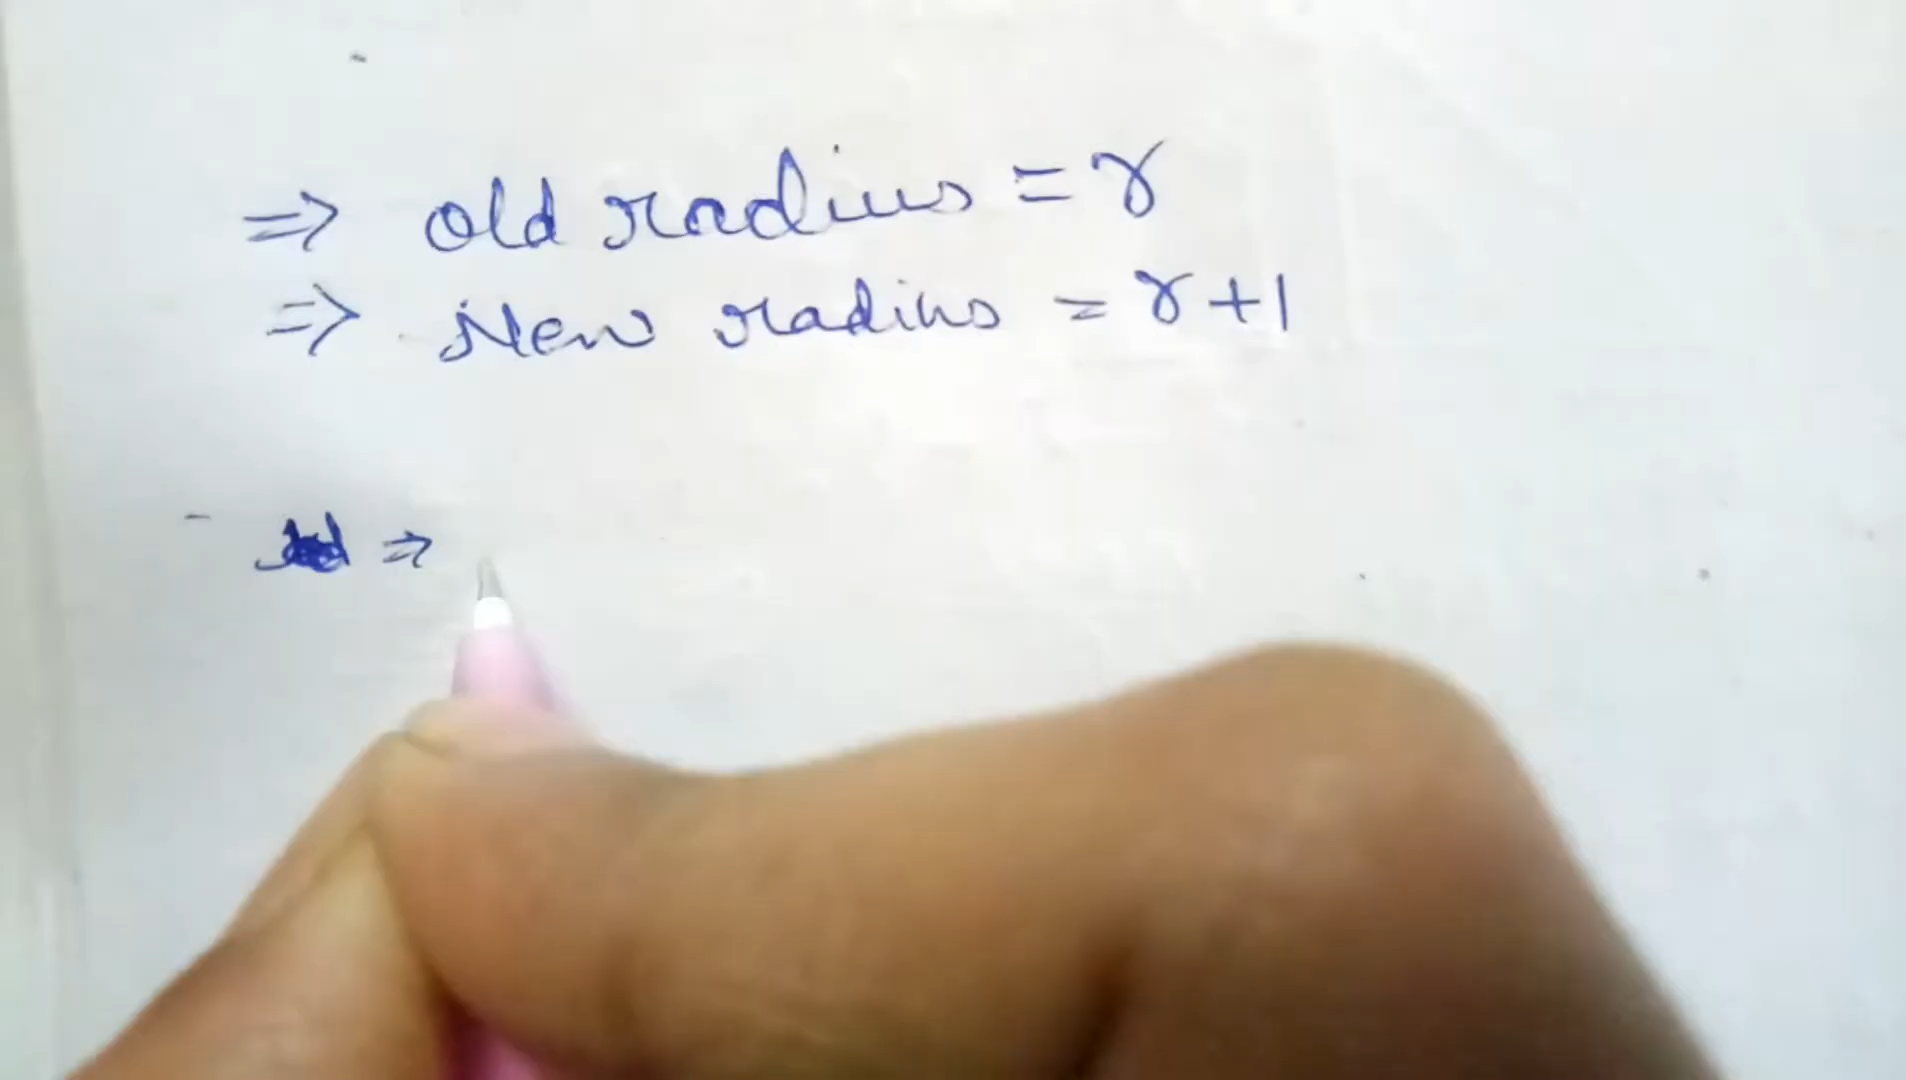 ⇒ old radius = r
⇒ New radius = r+1
⇒